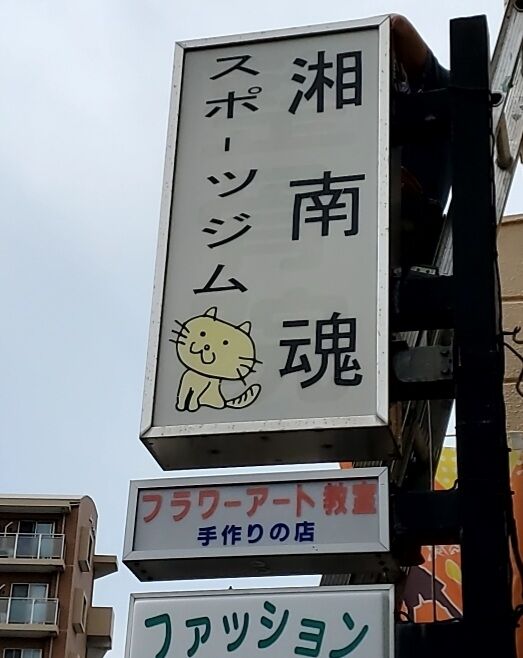 湘南魂
スポーツジム
フラワーアート教室
手作りの店
ファッション